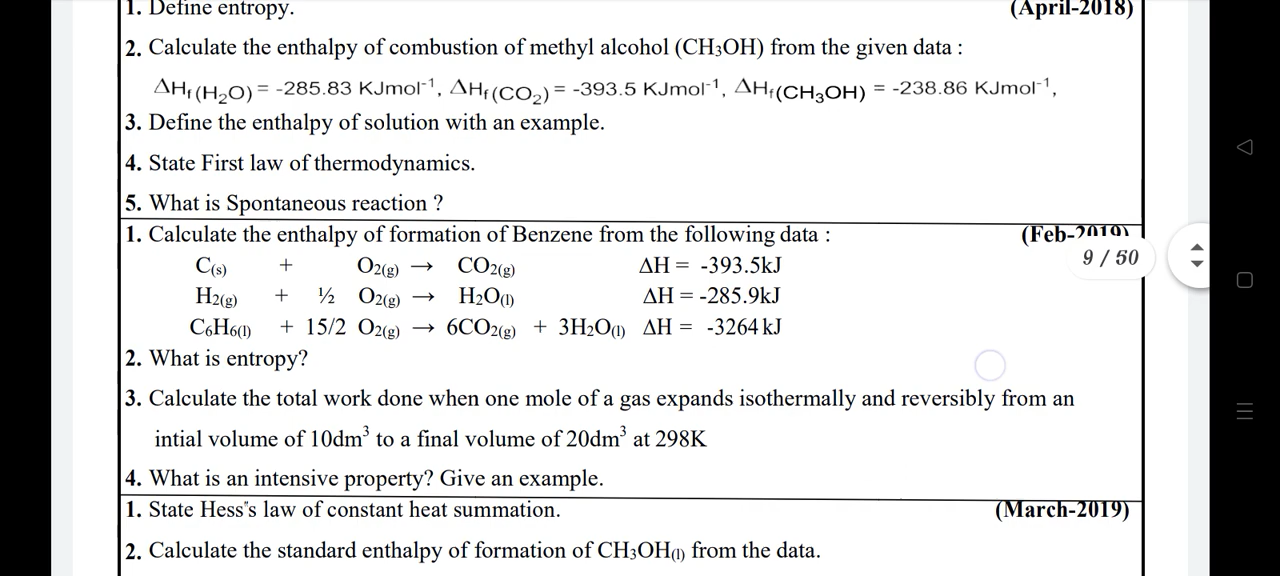 1. Define entropy. (April-2018)
2. Calculate the enthalpy of combustion of methyl alcohol (CH3OH) from the given data :
ΔHf(H2O) = -285.83 KJmol-1, ΔHf(CO2) = -393.5 KJmol-1, ΔHf(CH3OH) = -238.86 KJmol-1,
3. Define the enthalpy of solution with an example.
4. State First law of thermodynamics.
5. What is Spontaneous reaction ?
1. Calculate the enthalpy of formation of Benzene from the following data : (Feb-2019)
9 / 50
C(s) + O2(g) → CO2(g) ΔH = -393.5kJ
H2(g) + ½ O2(g) → H2O(l) ΔH = -285.9kJ
C6H6(l) + 15/2 O2(g) → 6CO2(g) + 3H2O(l) ΔH = -3264 kJ
2. What is entropy?
3. Calculate the total work done when one mole of a gas expands isothermally and reversibly from an
intial volume of 10dm3 to a final volume of 20dm3 at 298K
4. What is an intensive property? Give an example.
1. State Hess"s law of constant heat summation. (March-2019)
2. Calculate the standard enthalpy of formation of CH3OH(l) from the data.